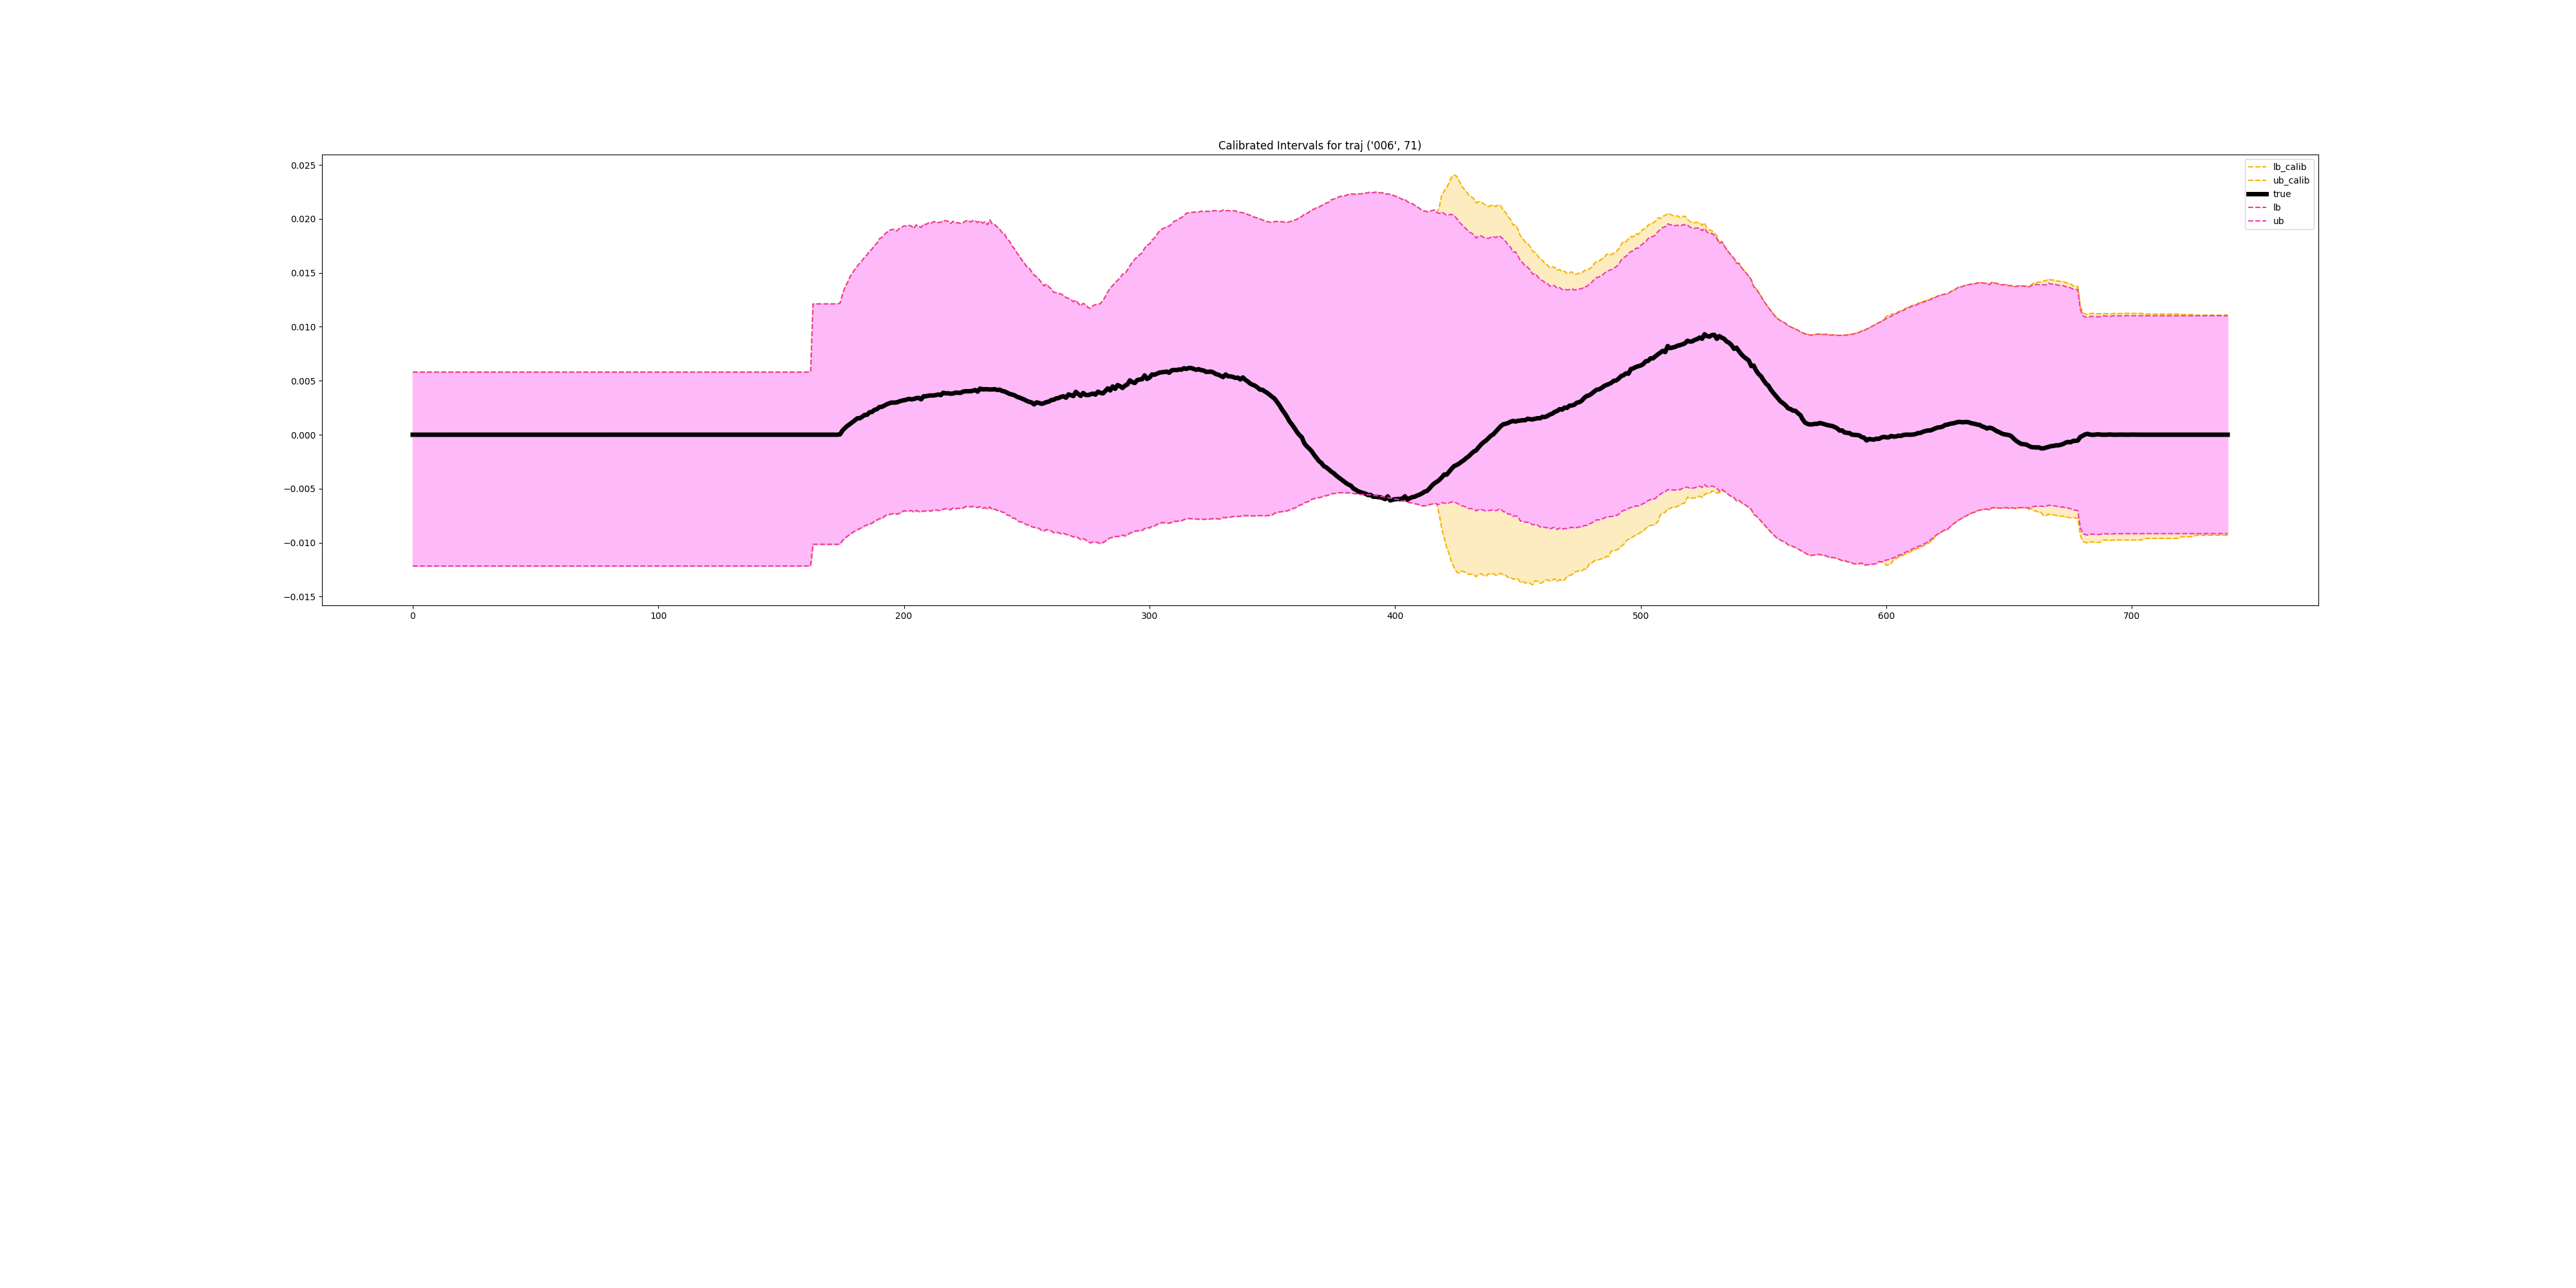 Calibrated Intervals for traj ('006', 71)
0.025
0.020
0.015
0.010
0.005
0.000
−0.005
−0.010
−0.015
0 100 200 300 400 500 600 700
lb_calib
ub_calib
true
lb
ub